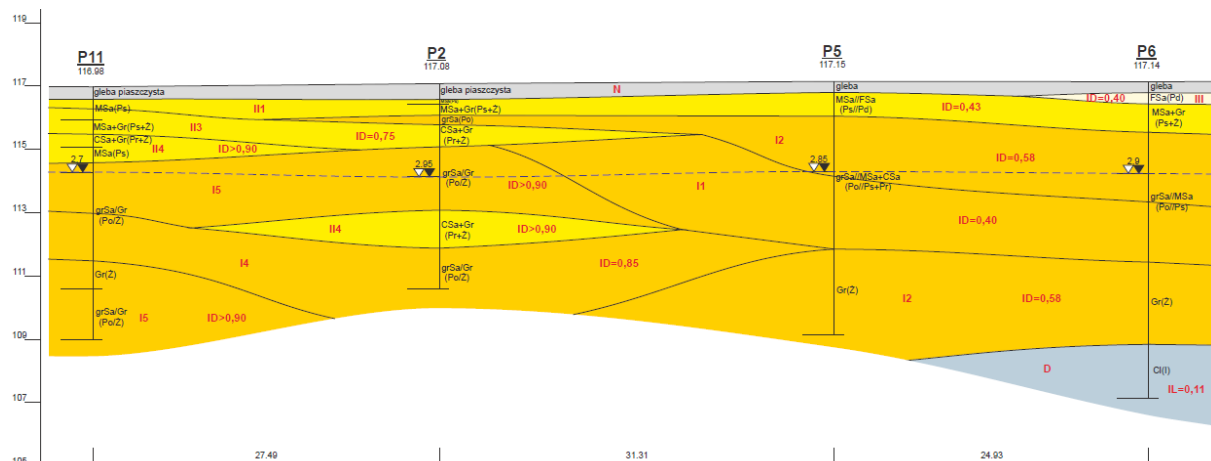 119
117
115
113
111
109
107
105
P11
116.98
P2
117.08
P5
117.15
P6
117.14
gleba piaszczysta
gleba piaszczysta
N
gleba
gleba
MSa(Ps)
II1
MSa+Gr(Ps+Ż)
MSa//FSa
(Ps//Pd)
ID=0,43
ID=0,40
FSa(Pd)
III
MSa+Gr(Ps+Ż)
II3
grSa(Po)
MSa+Gr
(Ps+Ż)
CSa+Gr(Pr+Ż)
II4
ID>0,90
ID=0,75
CSa+Gr
(Pr+Ż)
I2
MSa(Ps)
ID=0,58
2.7
2.95
2.85
2.9
I5
grSa/Gr
(Po/Ż)
ID>0,90
I1
grSa//MSa+CSa
(Po//Ps+Pr)
grSa//MSa
(Po//Ps)
grSa/Gr
(Po/Ż)
II4
CSa+Gr
(Pr+Ż)
ID>0,90
ID=0,40
I4
grSa/Gr
(Po/Ż)
ID=0,85
Gr(Ż)
Gr(Ż)
I2
ID=0,58
Gr(Ż)
grSa/Gr
(Po/Ż)
I5
ID>0,90
D
Cl(I)
IL=0,11
27.49
31.31
24.93